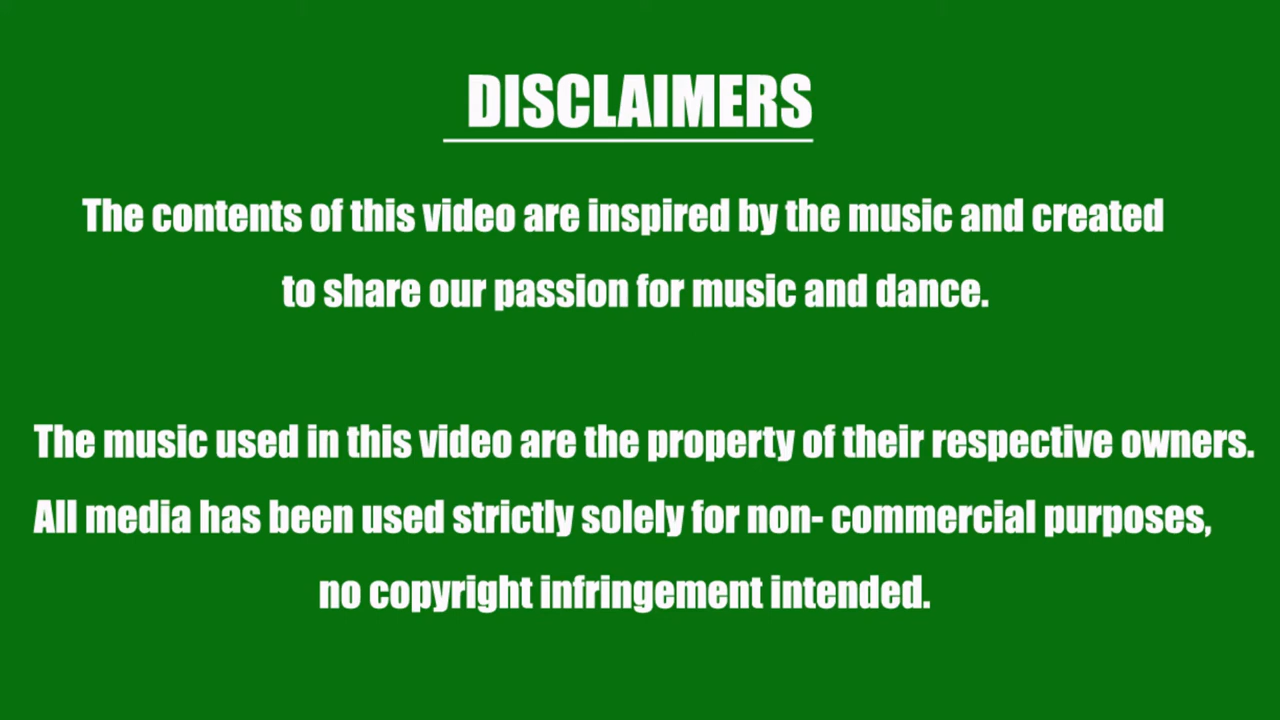 DISCLAIMERS
The contents of this video are inspired by the music and created
to share our passion for music and dance.
The music used in this video are the property of their respective owners.
All media has been used strictly solely for non- commercial purposes,
no copyright infringement intended.